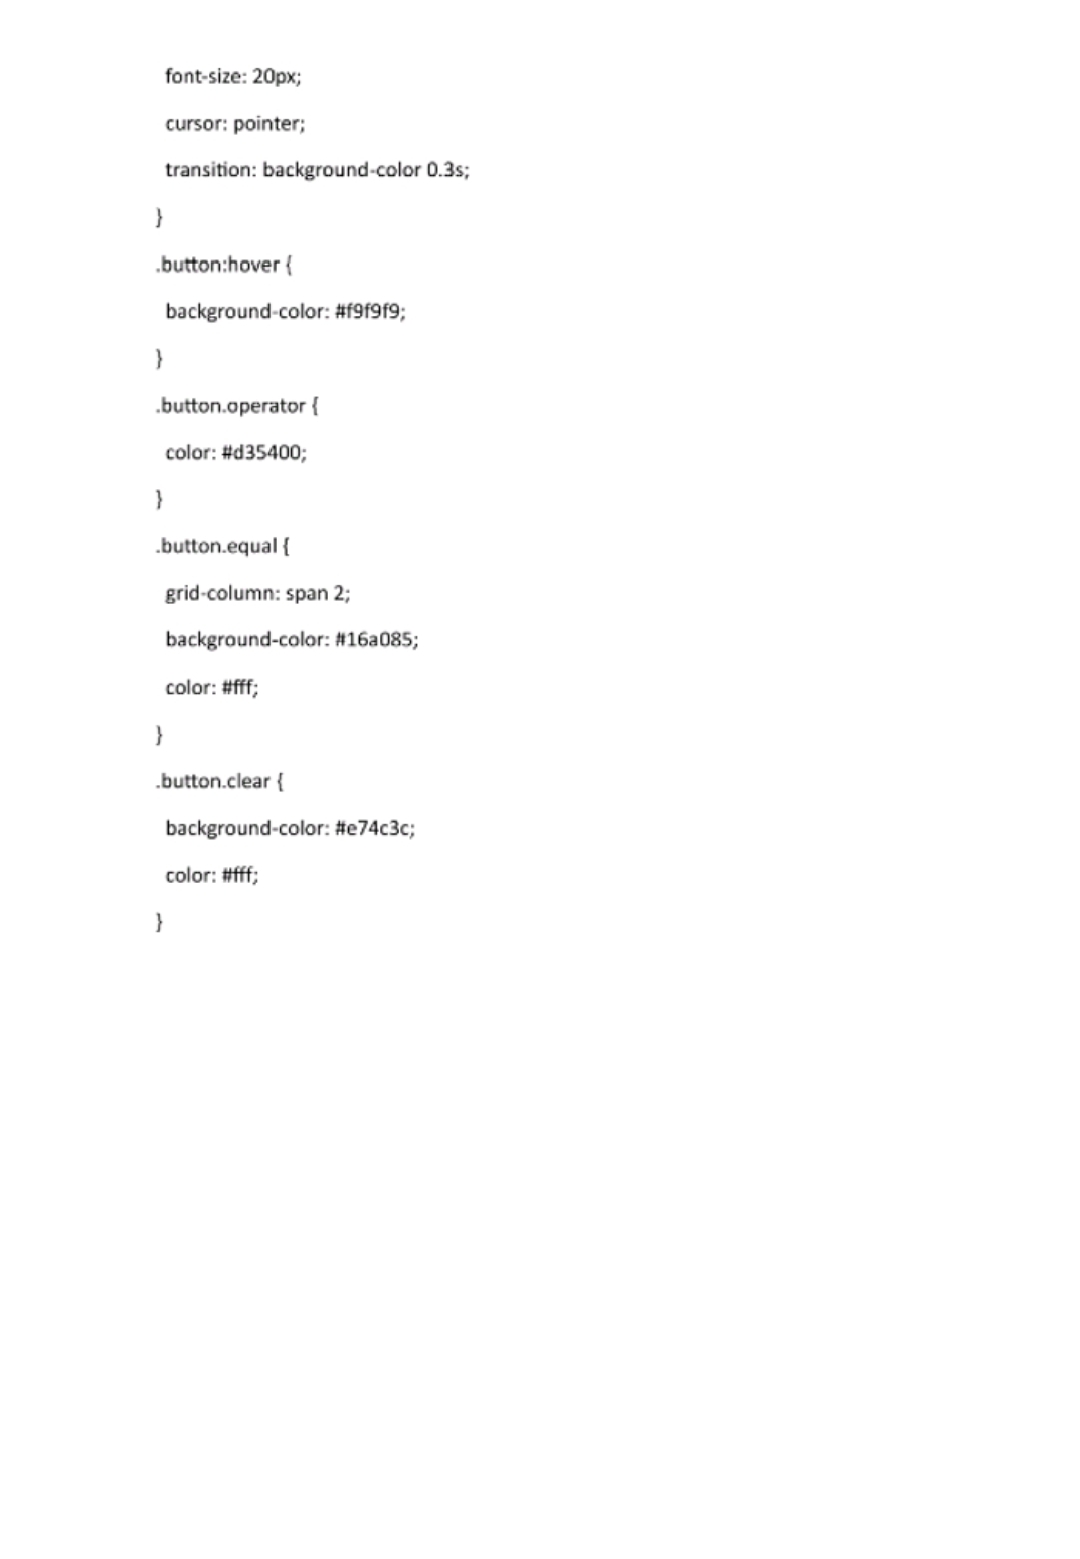 font-size: 20px;
cursor: pointer;
transition: background-color 0.3s;
}
.button:hover {
background-color: #f9f9f9;
}
.button.operator {
color: #d35400;
}
.button.equal {
grid-column: span 2;
background-color: #16a085;
color: #fff;
}
.button.clear {
background-color: #e74c3c;
color: #fff;
}